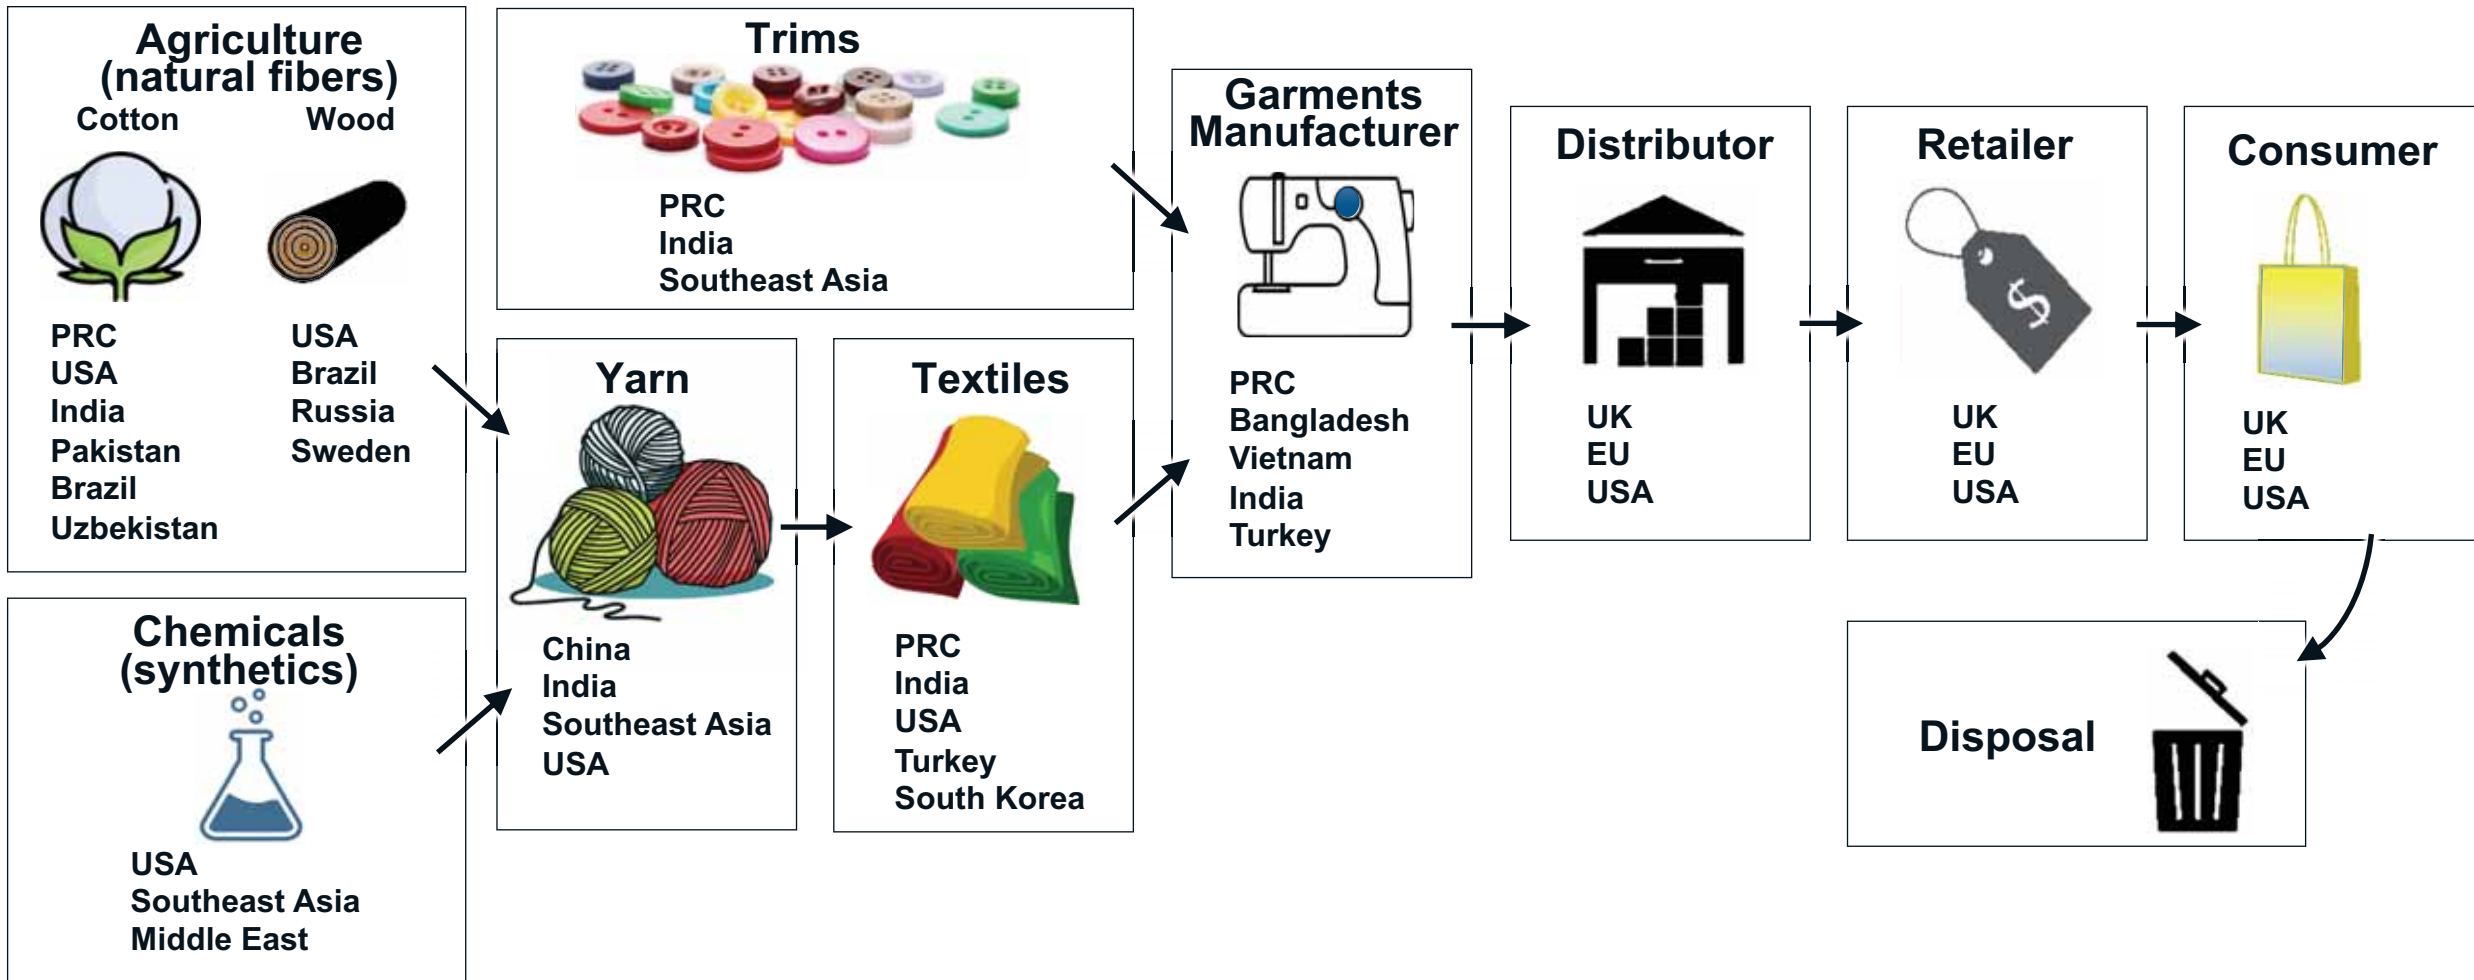 Agriculture
(natural fibers)
Cotton
Wood
PRC
USA
India
Pakistan
Brazil
Uzbekistan
USA
Brazil
Russia
Sweden
Chemicals
(synthetics)
USA
Southeast Asia
Middle East
Trims
PRC
India
Southeast Asia
Yarn
China
India
Southeast Asia
USA
Textiles
PRC
India
USA
Turkey
South Korea
Garments
Manufacturer
PRC
Bangladesh
Vietnam
India
Turkey
Distributor
UK
EU
USA
Retailer
$
UK
EU
USA
Consumer
UK
EU
USA
Disposal